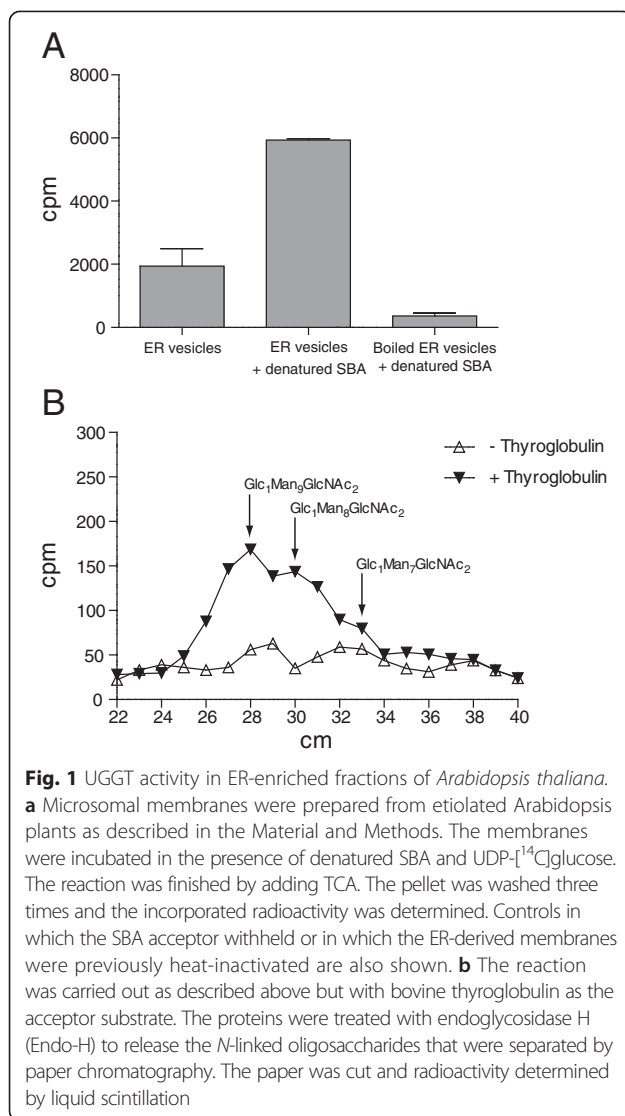 A
8000
6000
4000
2000
0
cpm
ER vesicles
ER vesicles
+ denatured SBA
Boiled ER vesicles
+ denatured SBA
B
300
250
200
150
100
50
0
cpm
- Thyroglobulin
+ Thyroglobulin
Glc₁Man₉GlcNAc₂
Glc₁Man₈GlcNAc₂
Glc₁Man₇GlcNAc₂
22 24 26 28 30 32 34 36 38 40
cm
Fig. 1 UGGT activity in ER-enriched fractions of Arabidopsis thaliana.
a Microsomal membranes were prepared from etiolated Arabidopsis
plants as described in the Material and Methods. The membranes
were incubated in the presence of denatured SBA and UDP-[¹⁴C]glucose.
The reaction was finished by adding TCA. The pellet was washed three
times and the incorporated radioactivity was determined. Controls in
which the SBA acceptor withheld or in which the ER-derived membranes
were previously heat-inactivated are also shown. b The reaction
was carried out as described above but with bovine thyroglobulin as the
acceptor substrate. The proteins were treated with endoglycosidase H
(Endo-H) to release the N-linked oligosaccharides that were separated by
paper chromatography. The paper was cut and radioactivity determined
by liquid scintillation